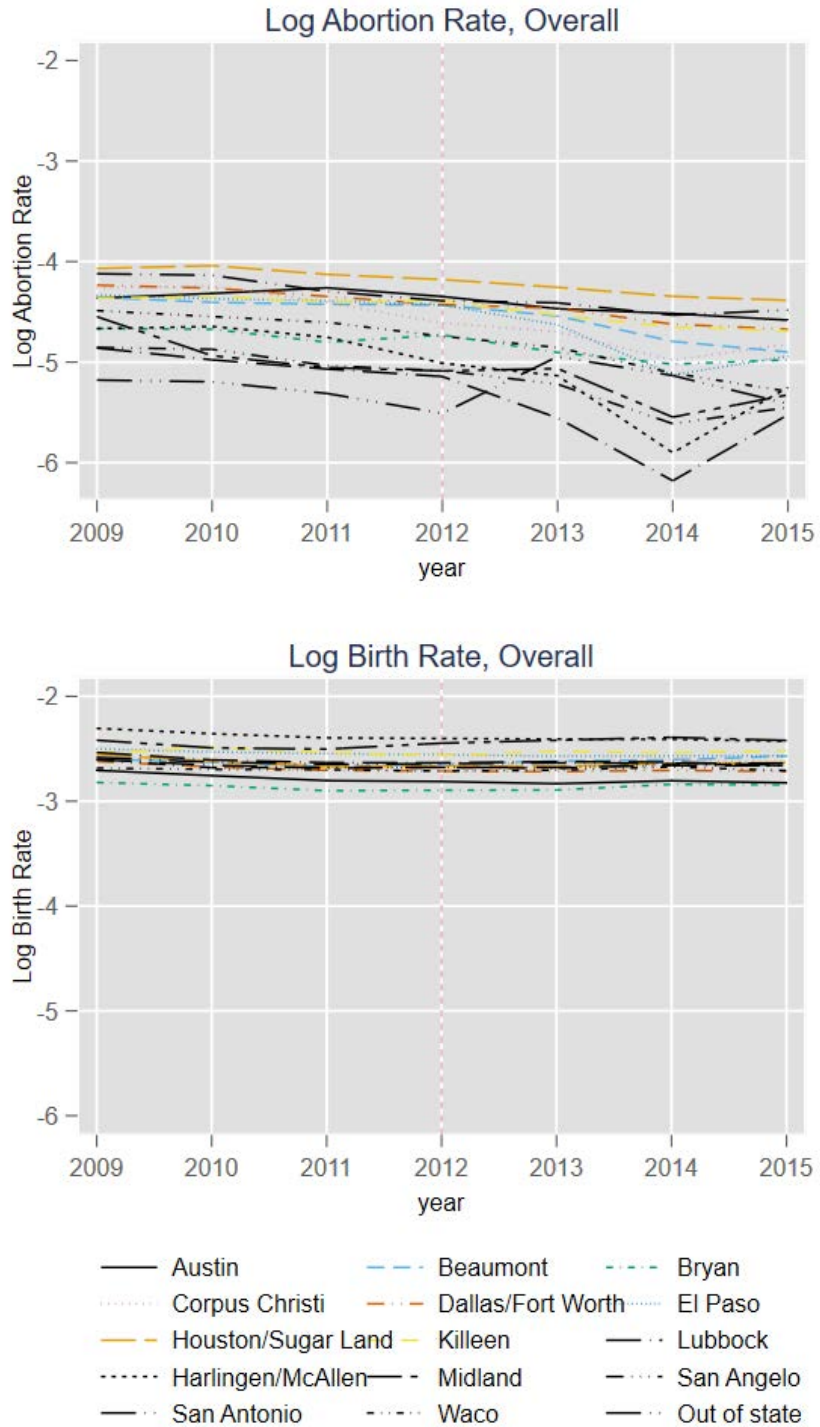 Log Abortion Rate, Overall
-2
-3
-4
-5
-6
Log Abortion Rate
2009 2010 2011 2012 2013 2014 2015
year
Log Birth Rate, Overall
-2
-3
-4
-5
-6
Log Birth Rate
2009 2010 2011 2012 2013 2014 2015
year
Austin Beaumont Bryan
Corpus Christi Dallas/Fort Worth El Paso
Houston/Sugar Land Killeen Lubbock
Harlingen/McAllen Midland San Angelo
San Antonio Waco Out of state